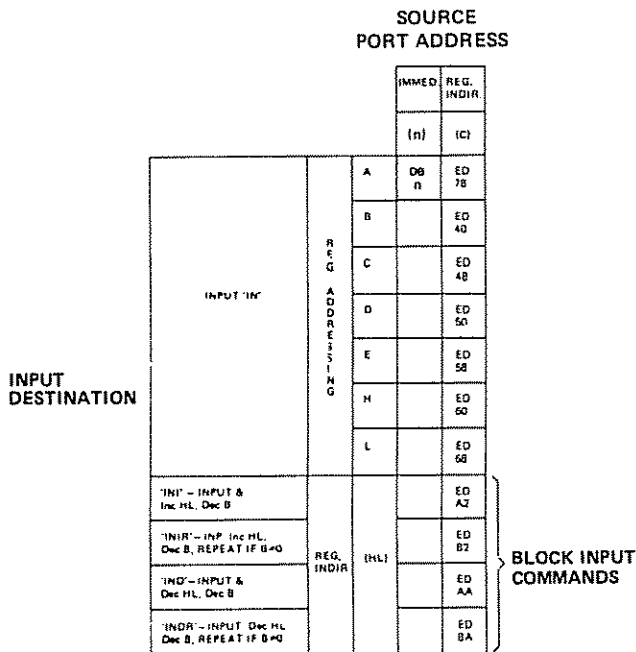 SOURCE
PORT ADDRESS
IMMED. REG. INDIR.
(n) (C)
INPUT 'IN'
REG ADDRESSING
A DB n ED 78
B ED 40
C ED 48
D ED 50
E ED 58
H ED 60
L ED 68
INPUT
DESTINATION
'INI' – INPUT &
Inc HL, Dec B
ED A2
'INIR' – INP, Inc HL,
Dec B, REPEAT IF B≠0
ED B2
REG.
INDIR
(HL)
'IND' – INPUT &
Dec HL, Dec B
ED AA
'INDR' – INPUT, Dec HL,
Dec B, REPEAT IF B≠0
ED BA
BLOCK INPUT
COMMANDS